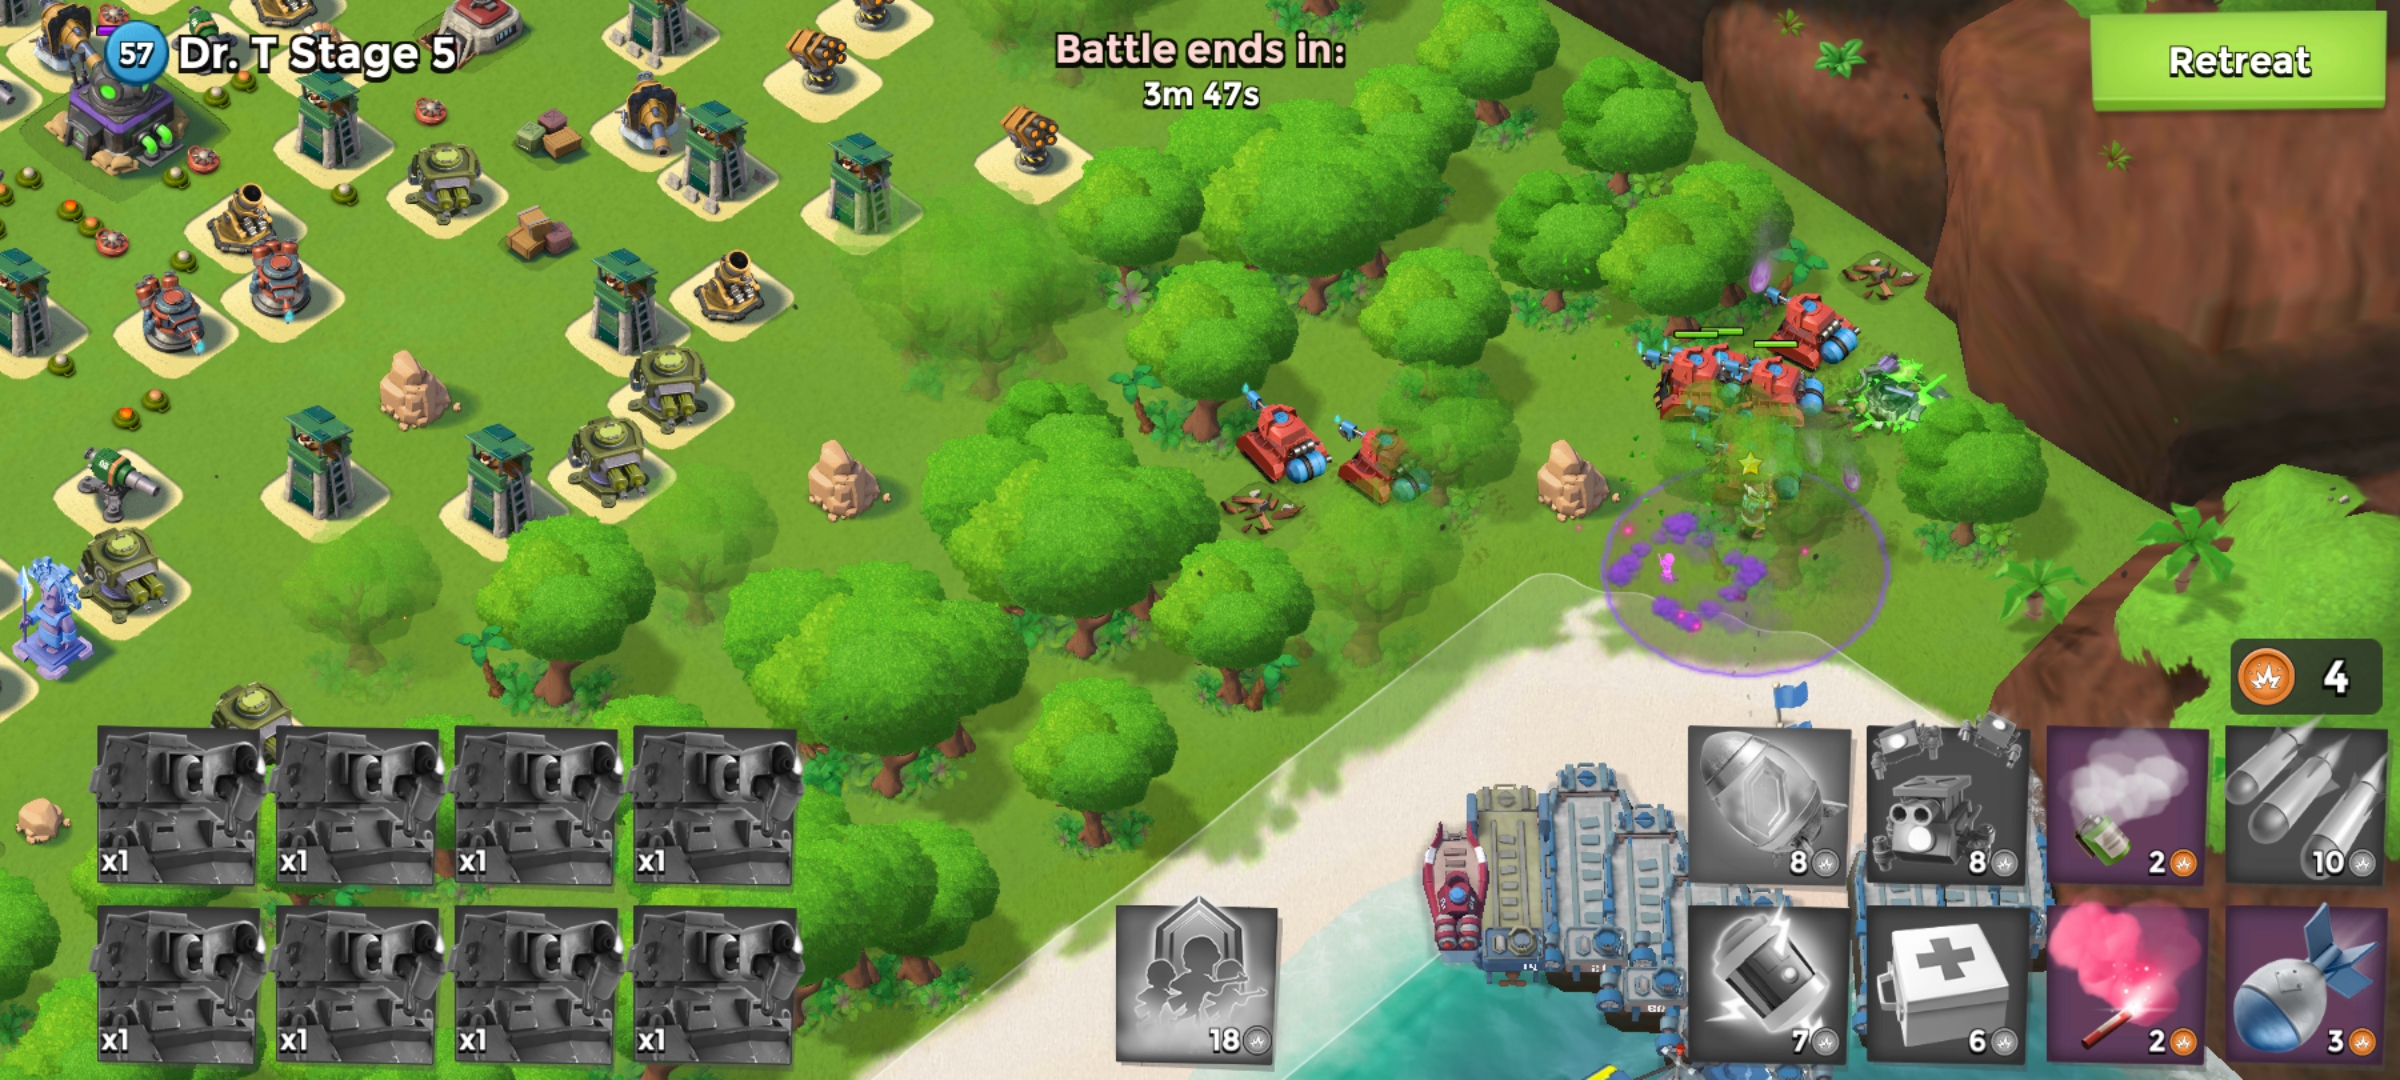 57 Dr. T Stage 5
Battle ends in:
3m 47s
Retreat
4
x1 x1 x1 x1
8 8 2 10
x1 x1 x1 x1
18 7 6 2 3